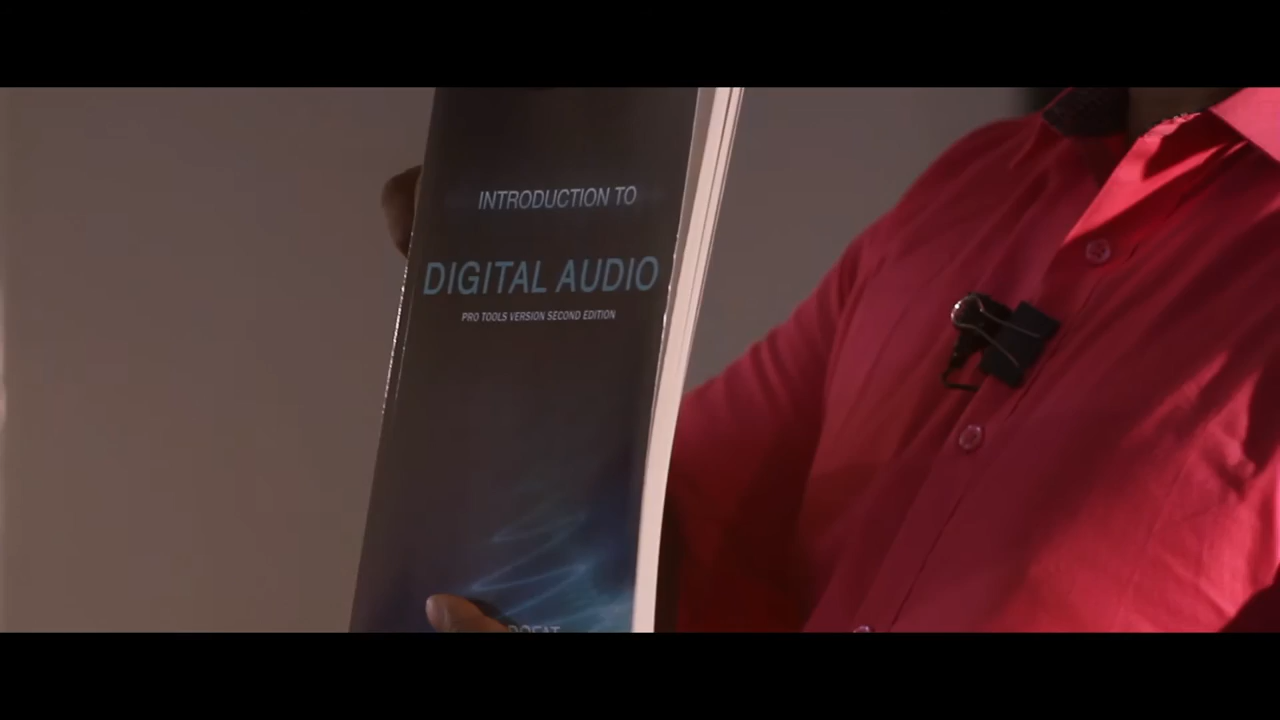 INTRODUCTION TO
DIGITAL AUDIO
PRO TOOLS VERSION SECOND EDITION